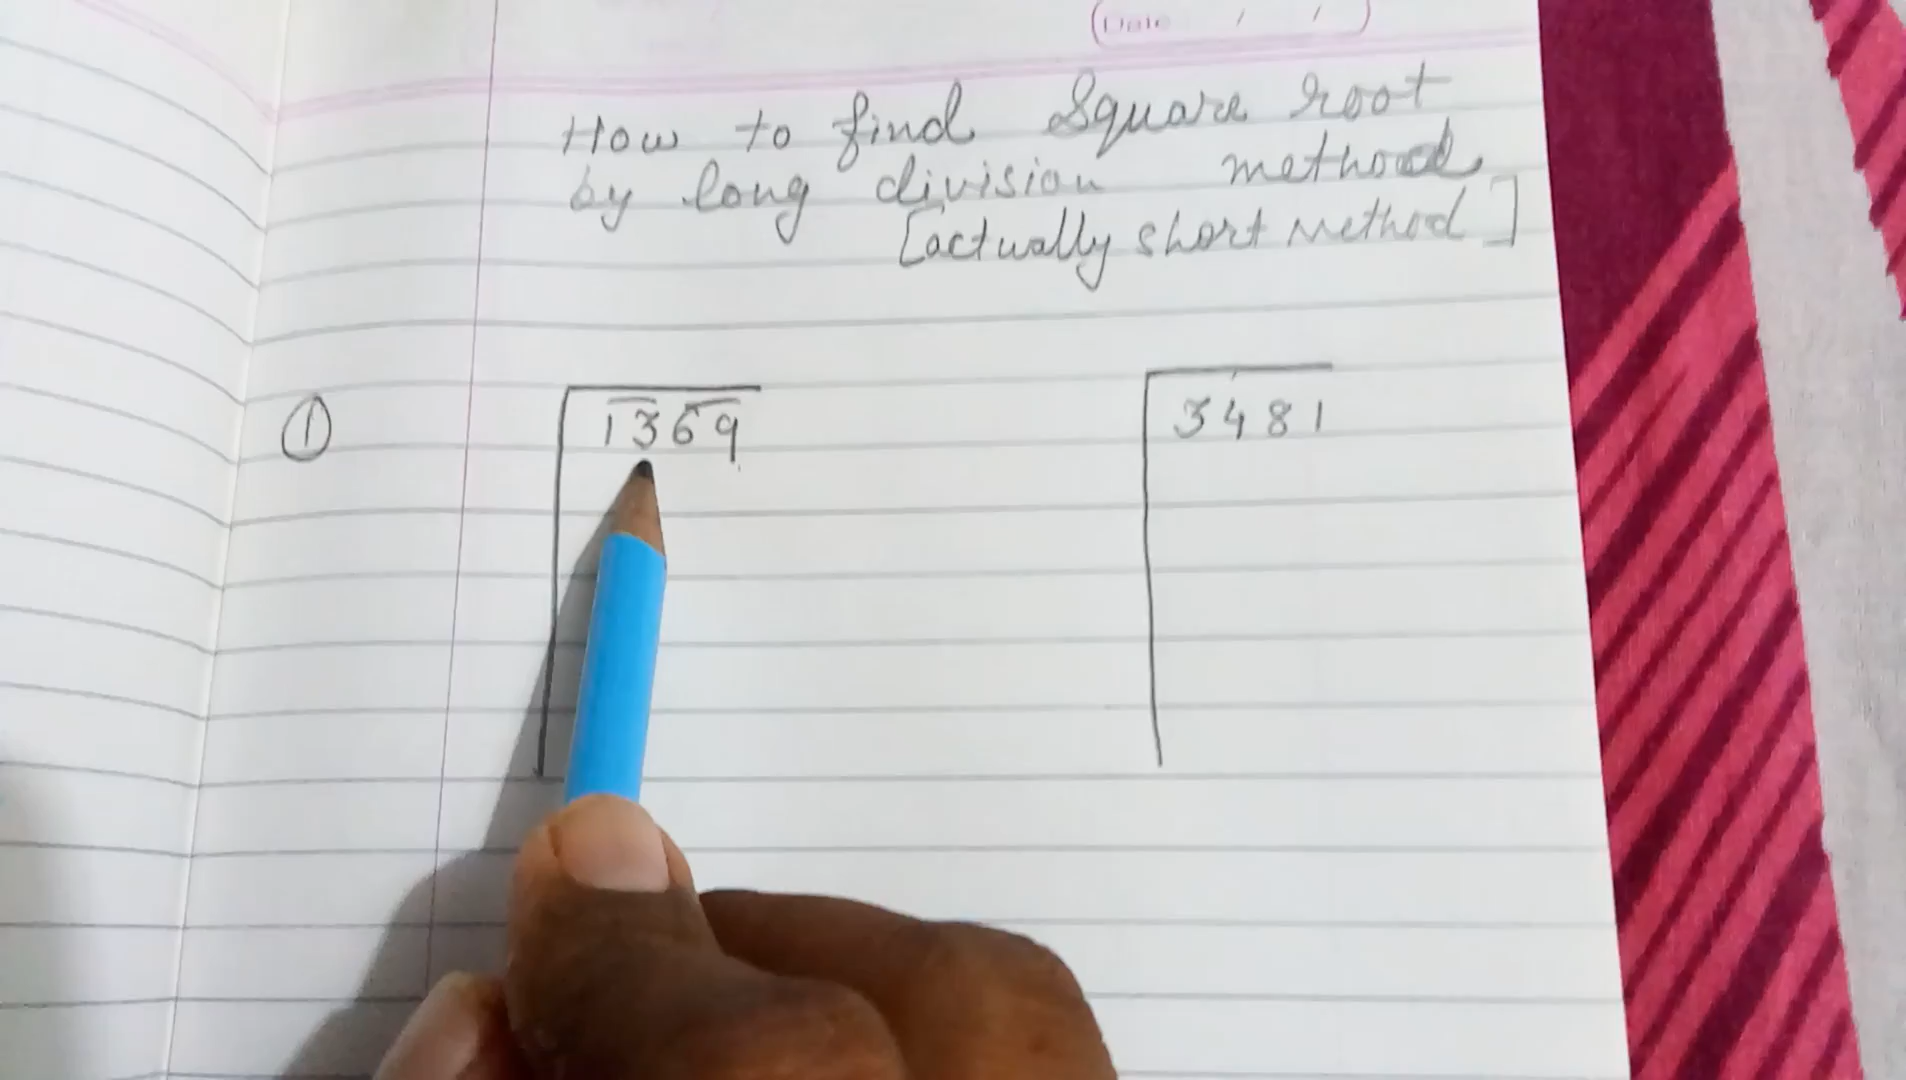 Date / /
How to find Square root
by long division method
[actually short Method]
① 1369 3481